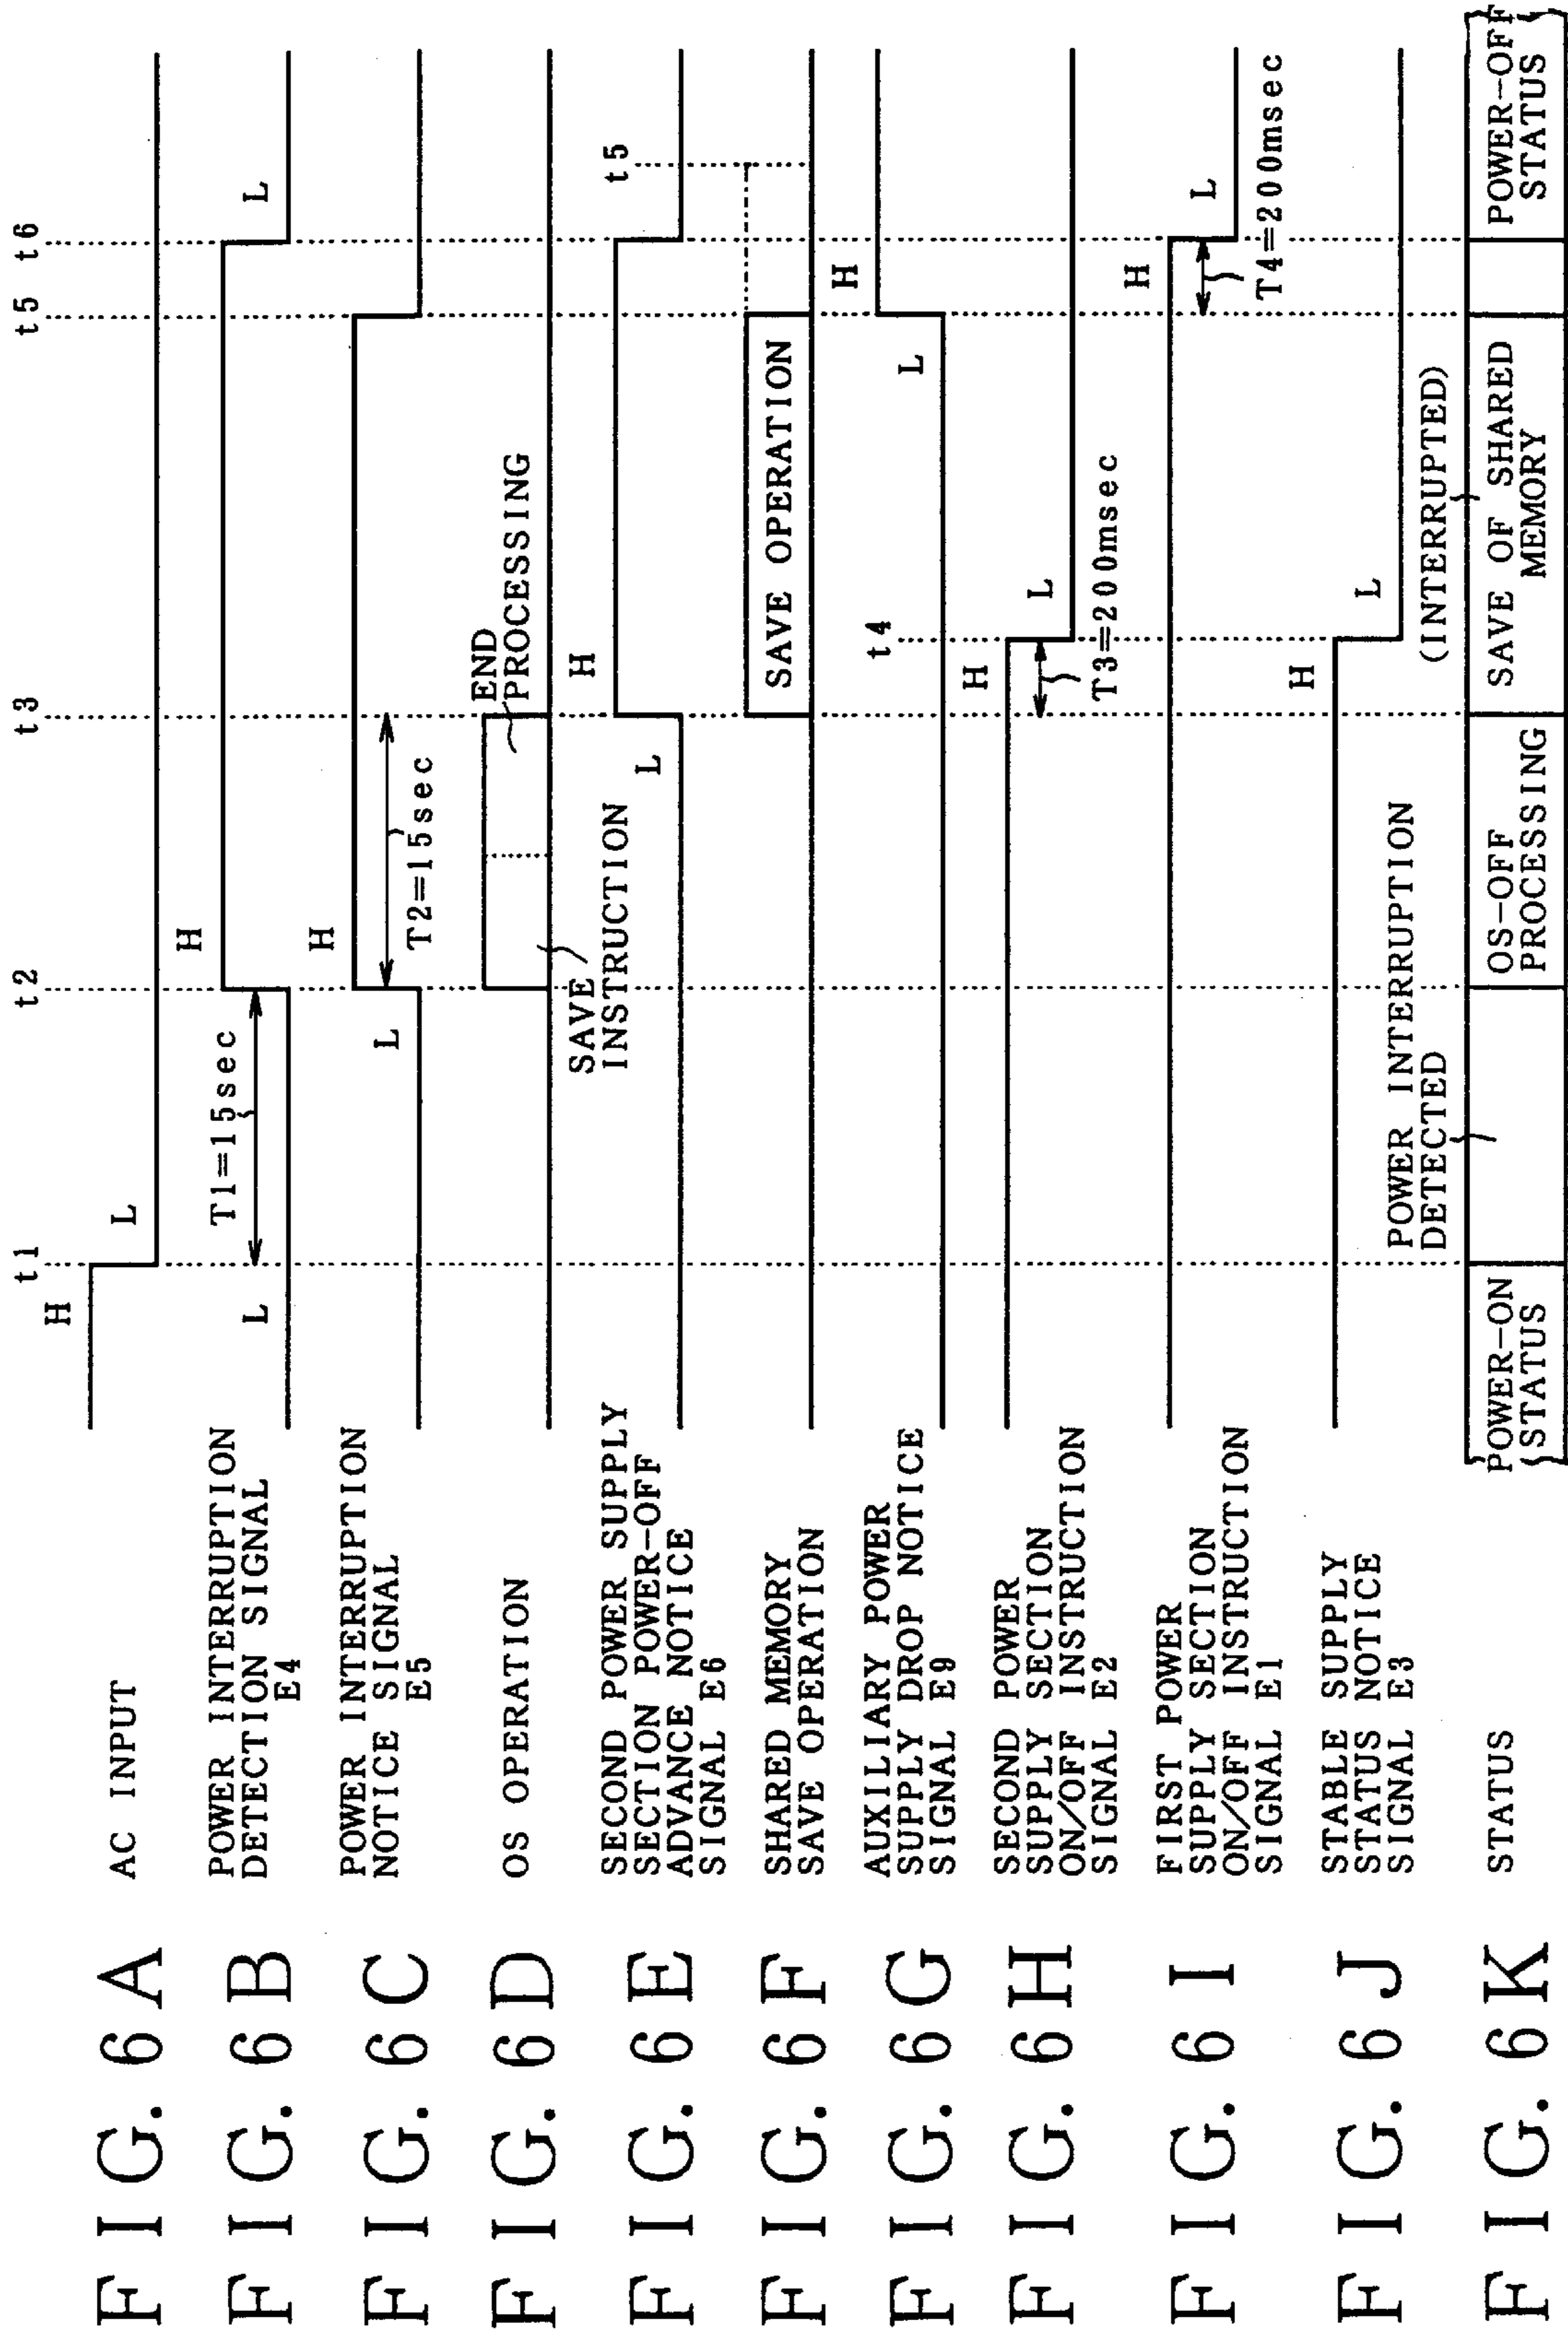 FIG. 6A
AC INPUT
H
L
t1
t2
t3
t5
t6
FIG. 6B
POWER INTERRUPTION
DETECTION SIGNAL
E4
L
T1=15sec
H
L
FIG. 6C
POWER INTERRUPTION
NOTICE SIGNAL
E5
L
H
T2=15sec
FIG. 6D
OS OPERATION
SAVE
INSTRUCTION
END
PROCESSING
FIG. 6E
SECOND POWER SUPPLY
SECTION POWER-OFF
ADVANCE NOTICE
SIGNAL E6
L
H
t5
FIG. 6F
SHARED MEMORY
SAVE OPERATION
SAVE OPERATION
FIG. 6G
AUXILIARY POWER
SUPPLY DROP NOTICE
SIGNAL E9
t4
L
H
FIG. 6H
SECOND POWER
SUPPLY SECTION
ON/OFF INSTRUCTION
SIGNAL E2
H
L
T3=200msec
FIG. 6I
FIRST POWER
SUPPLY SECTION
ON/OFF INSTRUCTION
SIGNAL E1
H
L
T4=200msec
FIG. 6J
STABLE SUPPLY
STATUS NOTICE
SIGNAL E3
H
L
POWER INTERRUPTION
DETECTED
(INTERRUPTED)
FIG. 6K
STATUS
POWER-ON
STATUS
OS-OFF
PROCESSING
SAVE OF SHARED
MEMORY
POWER-OFF
STATUS